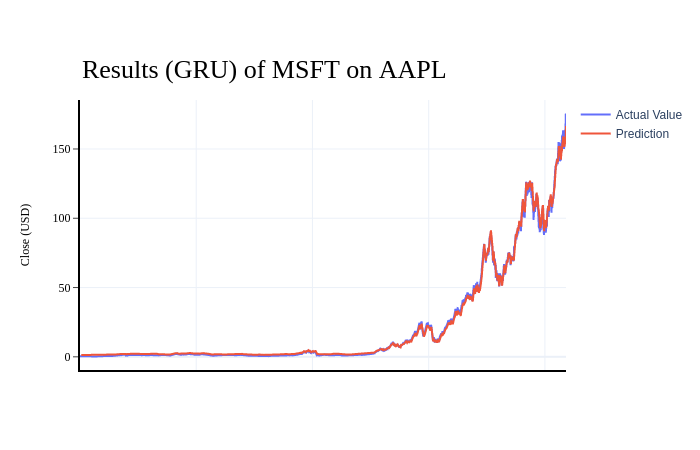 Results (GRU) of MSFT on AAPL
Actual Value
Prediction
150
100
50
0
Close (USD)